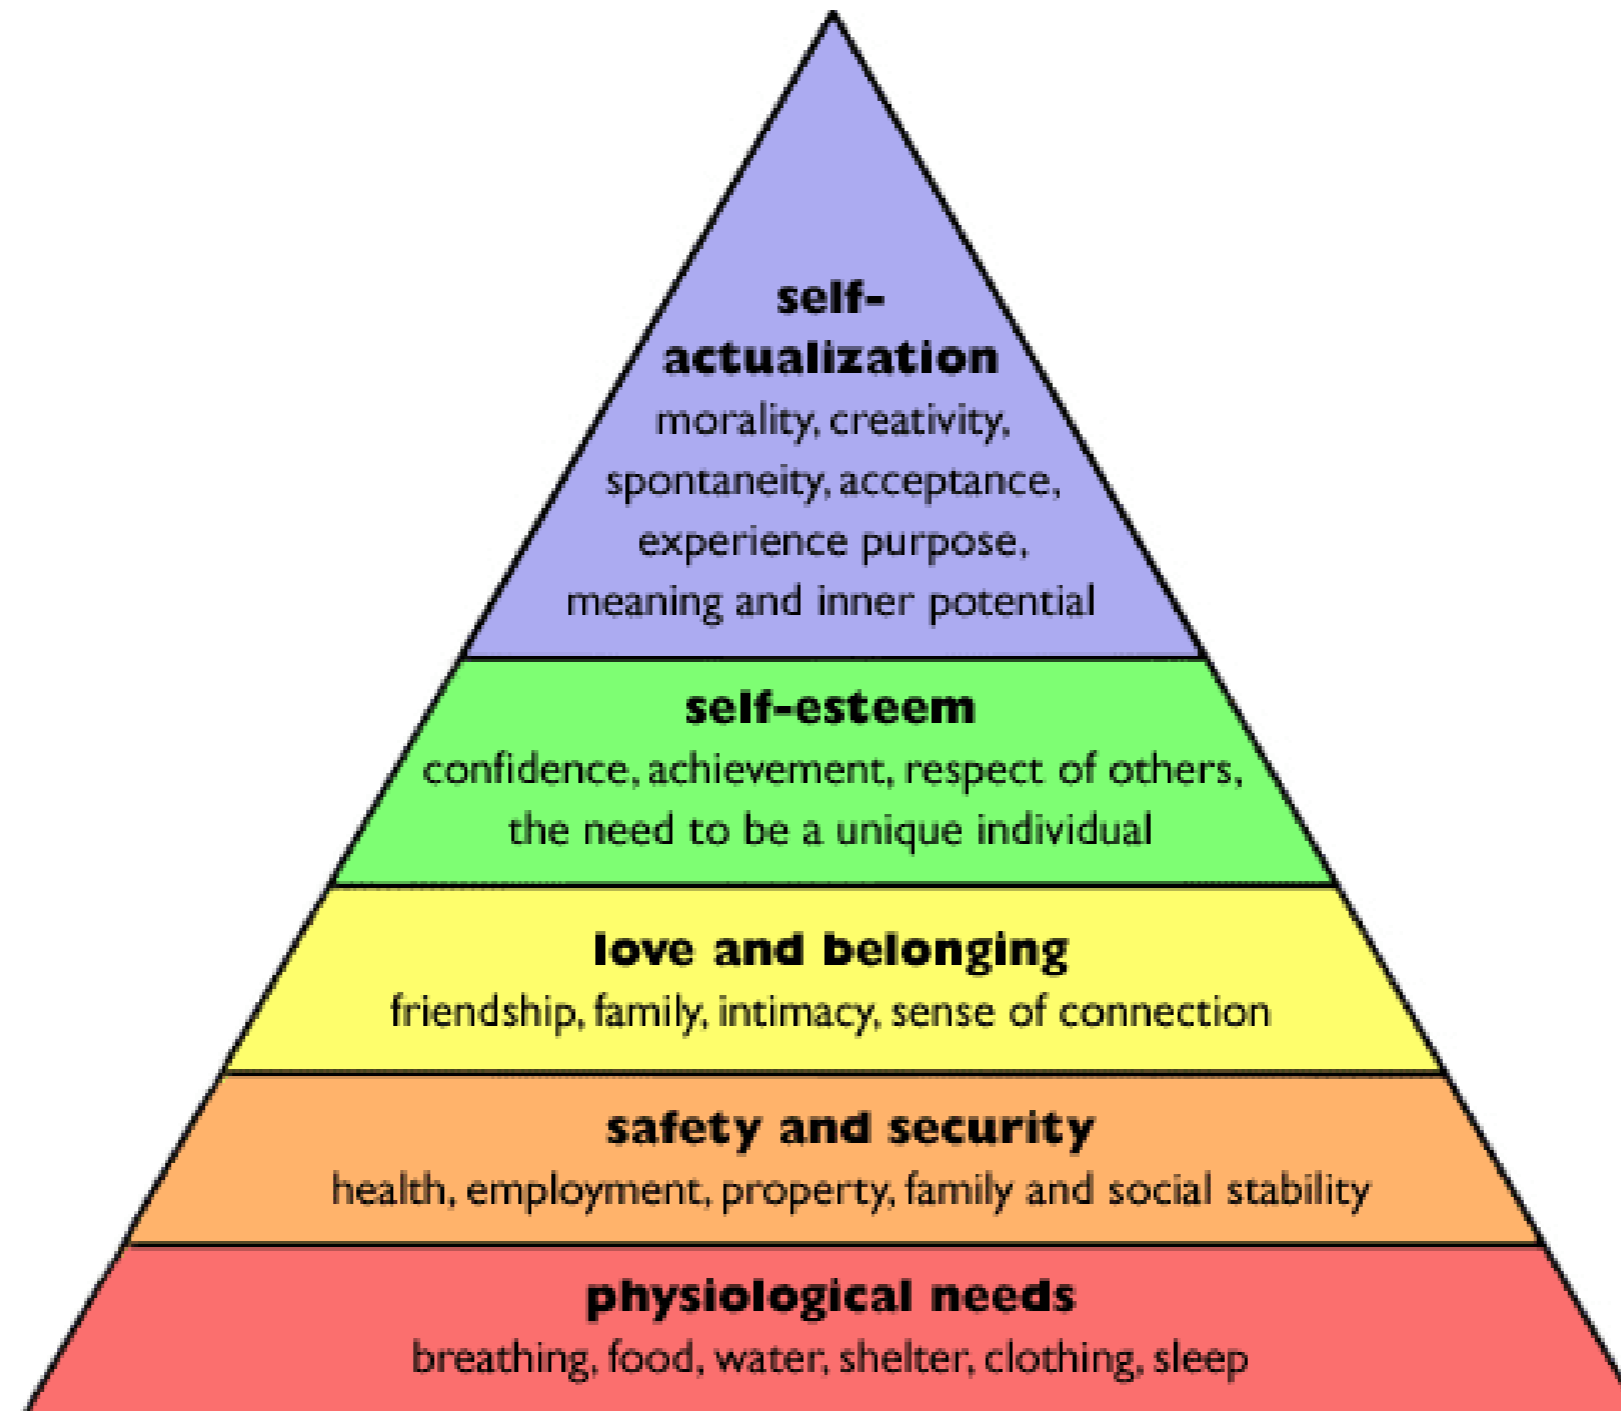 self-
actualization
morality, creativity,
spontaneity, acceptance,
experience purpose,
meaning and inner potential
self-esteem
confidence, achievement, respect of others,
the need to be a unique individual
love and belonging
friendship, family, intimacy, sense of connection
safety and security
health, employment, property, family and social stability
physiological needs
breathing, food, water, shelter, clothing, sleep